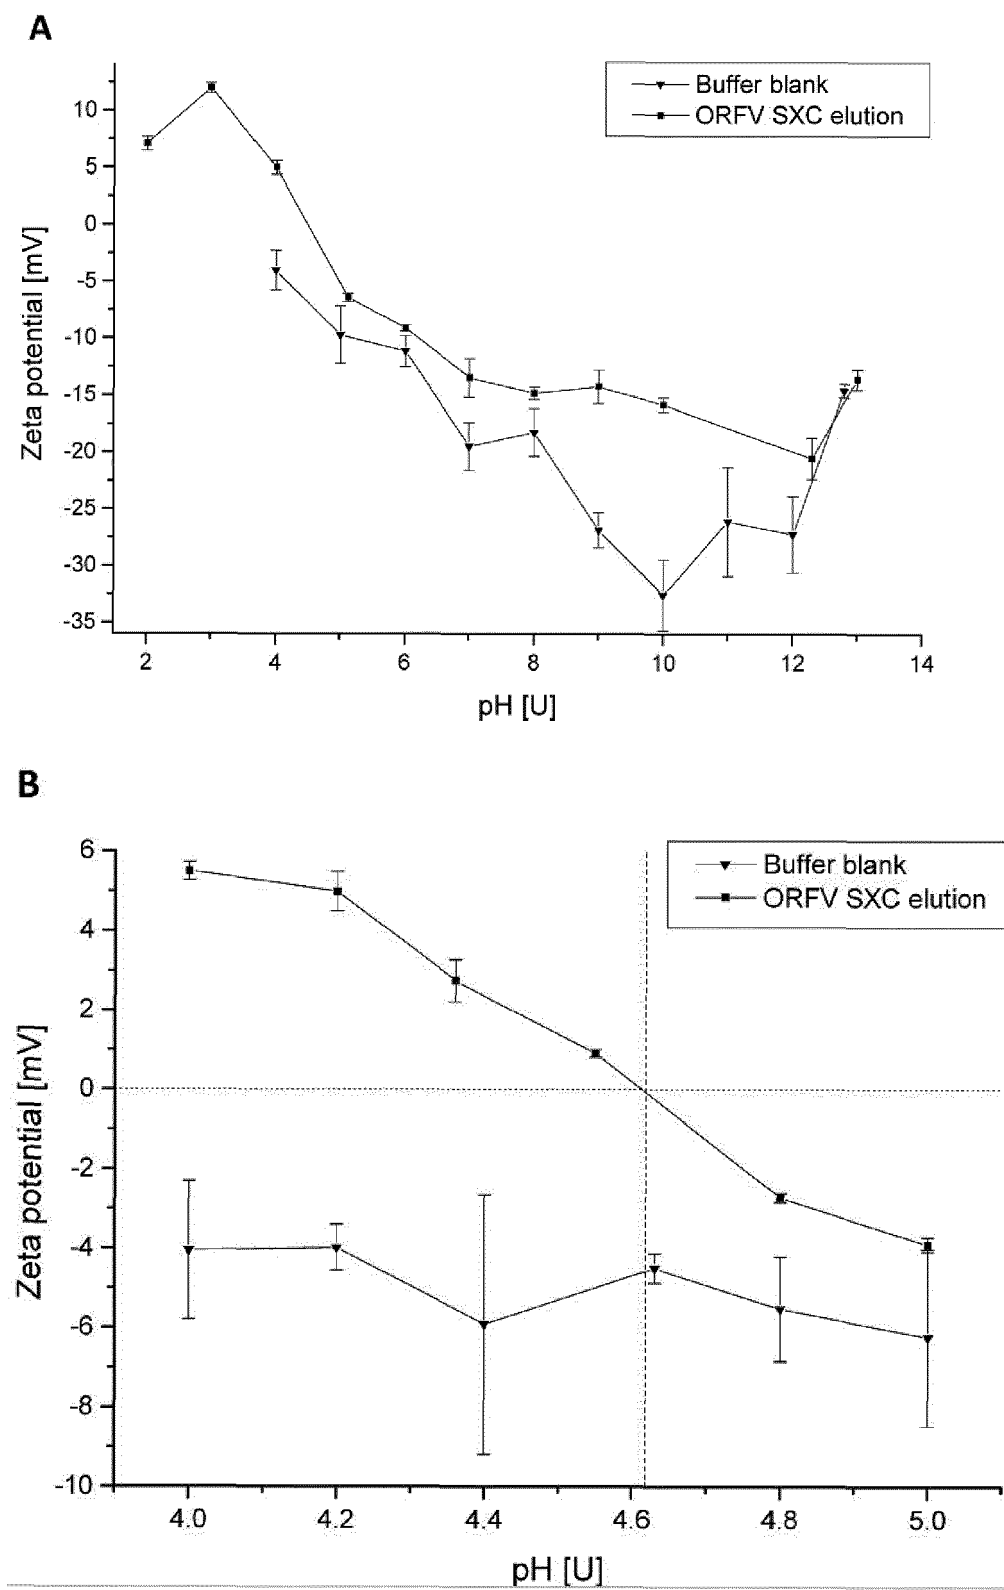 A
Buffer blank
ORFV SXC elution
10
5
0
-5
-10
-15
-20
-25
-30
-35
Zeta potential [mV]
2 4 6 8 10 12 14
pH [U]
B
Buffer blank
ORFV SXC elution
6
4
2
0
-2
-4
-6
-8
-10
Zeta potential [mV]
4.0 4.2 4.4 4.6 4.8 5.0
pH [U]